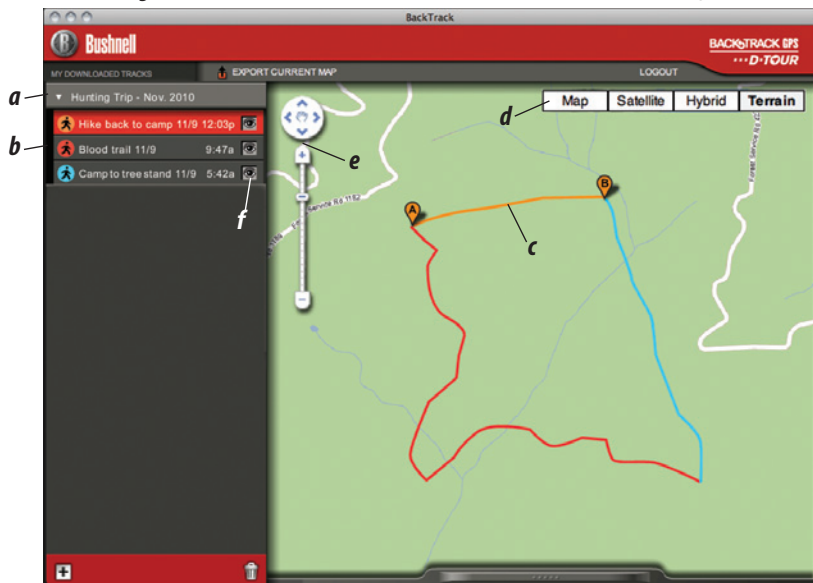 BackTrack
Bushnell
BACKTRACK GPS
D-TOUR
MY DOWNLOADED TRACKS
EXPORT CURRENT MAP
LOGOUT
a
Hunting Trip - Nov. 2010
b
Hike back to camp 11/9 12:03p
Blood trail 11/9 9:47a
Camp to tree stand 11/9 5:42a
f
e
d
Map
Satellite
Hybrid
Terrain
A
B
c